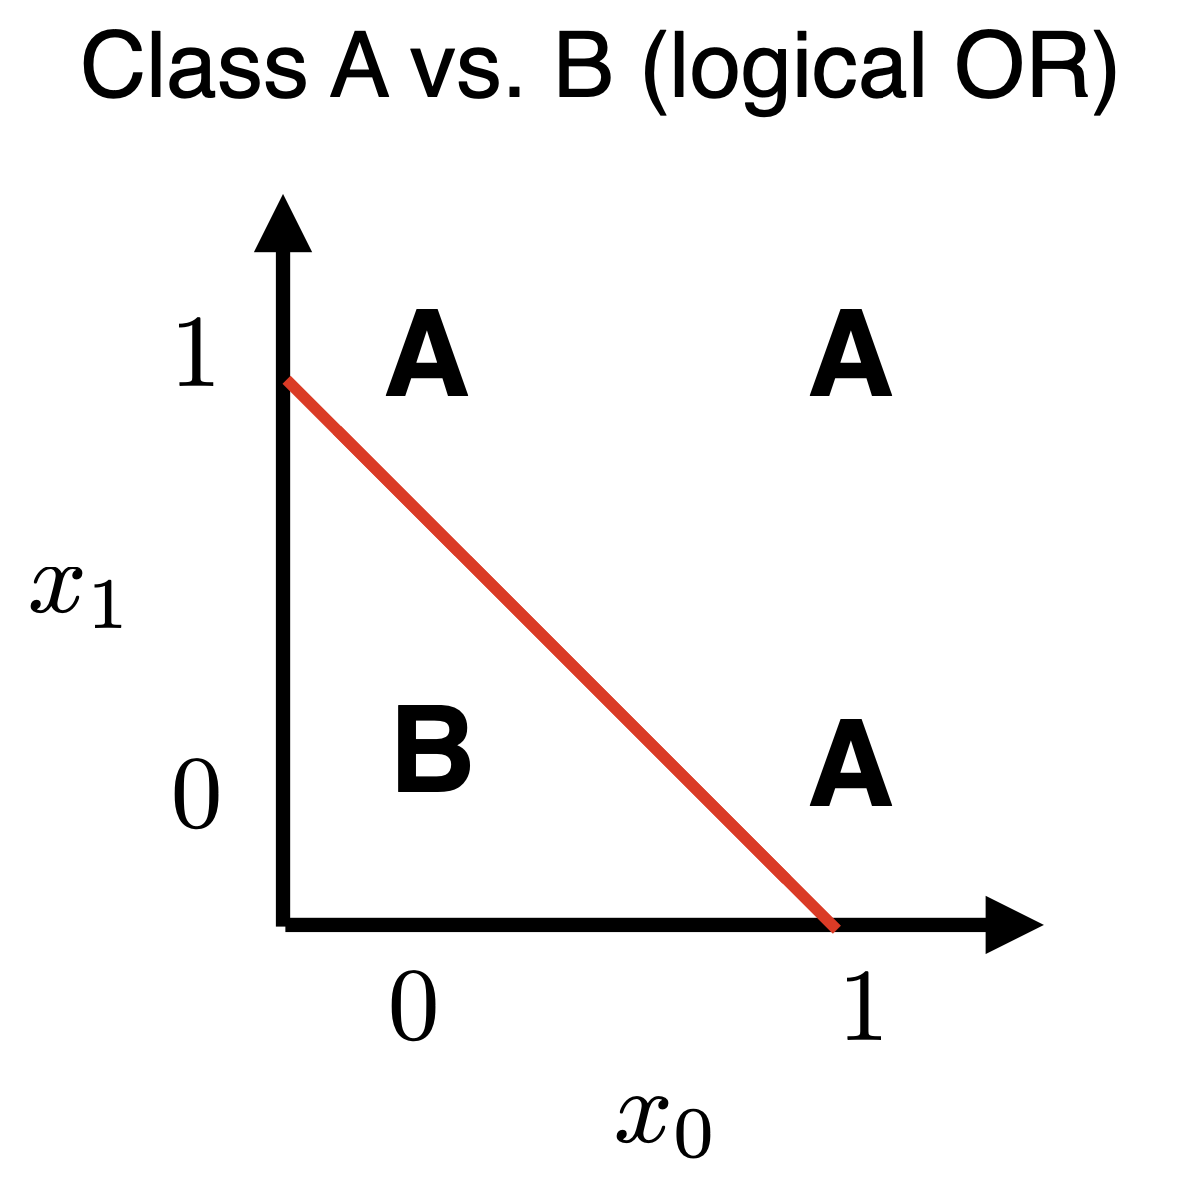 Class A vs. B (logical OR)
1 A A
x₁
0 B A
0 1
x₀